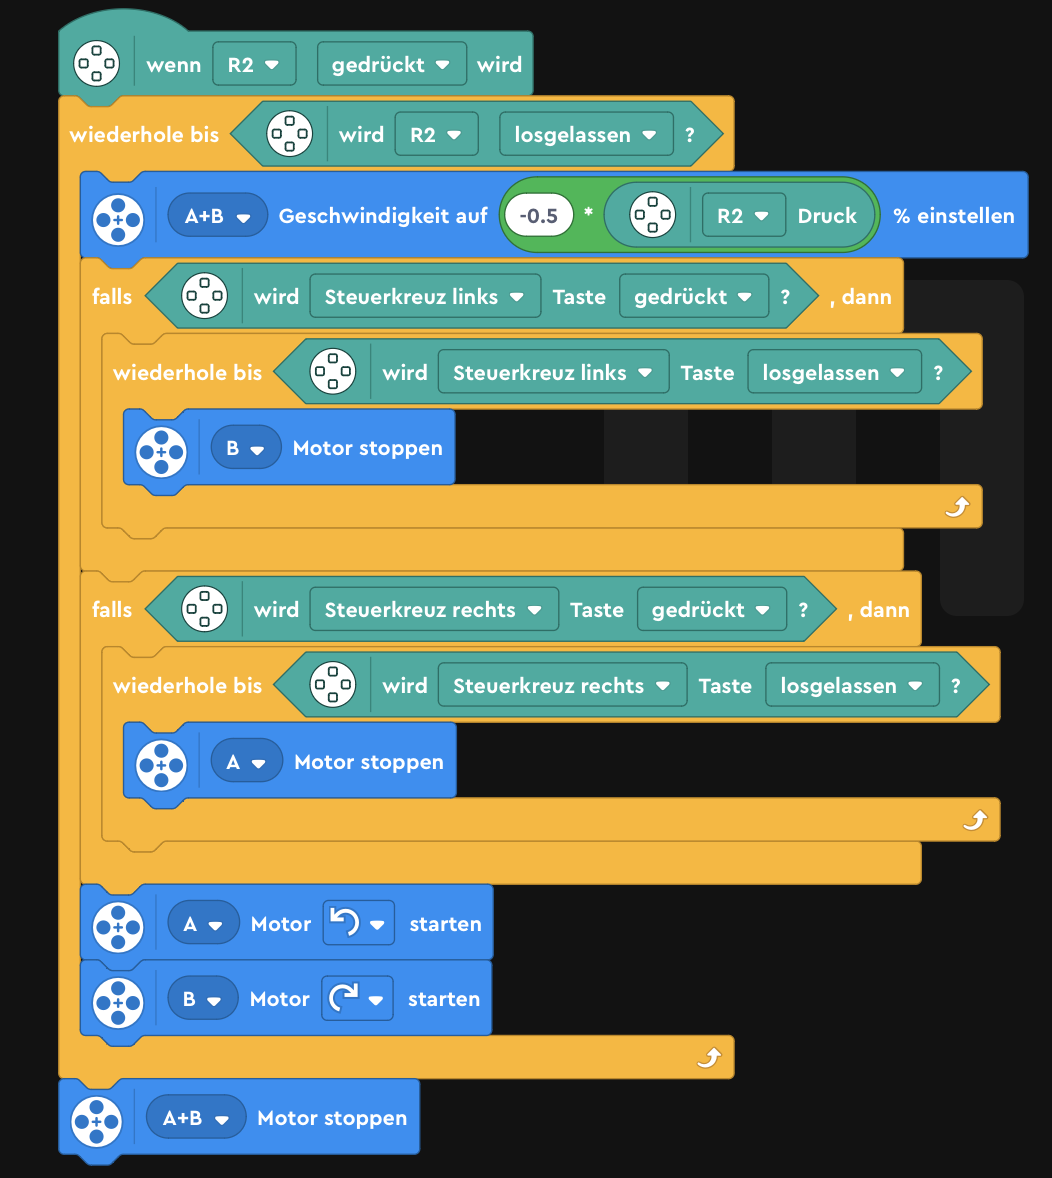 wenn R2 gedrückt wird
wiederhole bis wird R2 losgelassen ?
A+B Geschwindigkeit auf -0.5 * R2 Druck % einstellen
falls wird Steuerkreuz links Taste gedrückt ? , dann
wiederhole bis wird Steuerkreuz links Taste losgelassen ?
B Motor stoppen
falls wird Steuerkreuz rechts Taste gedrückt ? , dann
wiederhole bis wird Steuerkreuz rechts Taste losgelassen ?
A Motor stoppen
A Motor starten
B Motor starten
A+B Motor stoppen